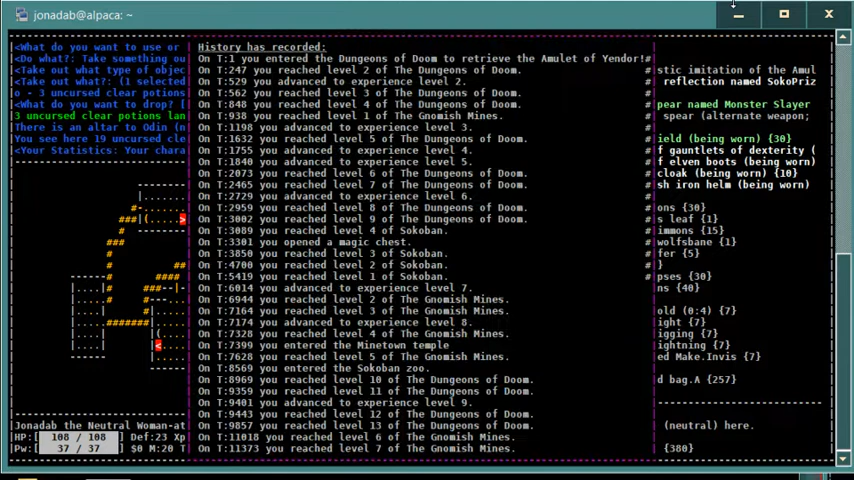 jonadab@alpaca: ~
<What do you want to use or
<Do what?: Take something ou
<Take out what type of objec
<Take out what?: (1 selected
o - 3 uncursed clear potions
<What do you want to drop? [
3 uncursed clear potions lan
There is an altar to Odin (n
You see here 19 uncursed cle
<Your Statistics: Your chara
History has recorded:
On T:1 you entered the Dungeons of Doom to retrieve the Amulet of Yendor!
On T:247 you reached level 2 of The Dungeons of Doom.
On T:529 you advanced to experience level 2.
On T:562 you reached level 3 of The Dungeons of Doom.
On T:848 you reached level 4 of The Dungeons of Doom.
On T:938 you reached level 1 of The Gnomish Mines.
On T:1198 you advanced to experience level 3.
On T:1632 you reached level 5 of The Dungeons of Doom.
On T:1755 you advanced to experience level 4.
On T:1840 you advanced to experience level 5.
On T:2073 you reached level 6 of The Dungeons of Doom.
On T:2465 you reached level 7 of The Dungeons of Doom.
On T:2729 you advanced to experience level 6.
On T:2959 you reached level 8 of The Dungeons of Doom.
On T:3002 you reached level 9 of The Dungeons of Doom.
On T:3089 you reached level 4 of Sokoban.
On T:3301 you opened a magic chest.
On T:3850 you reached level 3 of Sokoban.
On T:4700 you reached level 2 of Sokoban.
On T:5419 you reached level 1 of Sokoban.
On T:6014 you advanced to experience level 7.
On T:6944 you reached level 2 of The Gnomish Mines.
On T:7164 you reached level 3 of The Gnomish Mines.
On T:7174 you advanced to experience level 8.
On T:7328 you reached level 4 of The Gnomish Mines.
On T:7399 you entered the Minetown temple
On T:7628 you reached level 5 of The Gnomish Mines.
On T:8569 you entered the Sokoban zoo.
On T:8969 you reached level 10 of The Dungeons of Doom.
On T:9359 you reached level 11 of The Dungeons of Doom.
On T:9401 you advanced to experience level 9.
On T:9443 you reached level 12 of The Dungeons of Doom.
On T:9857 you reached level 13 of The Dungeons of Doom.
On T:11018 you reached level 6 of The Gnomish Mines.
On T:11373 you reached level 7 of The Gnomish Mines.
stic imitation of the Amul
reflection named SokoPriz
pear named Monster Slayer
spear (alternate weapon;
ield (being worn) {30}
f gauntlets of dexterity (
f elven boots (being worn)
cloak (being worn) {10}
sh iron helm (being worn)
ons {30}
s leaf {1}
immons {15}
wolfsbane {1}
fer {5}
}
pses {30}
ns {40}
old (0:4) {7}
ight {7}
igging {7}
ightning {7}
ed Make.Invis {7}
d bag.A {257}
(neutral) here.
{380}
Jonadab the Neutral Woman-at
HP:[ 108 / 108 ] Def:23 Xp
Pw:[ 37 / 37 ] $0 M:20 T